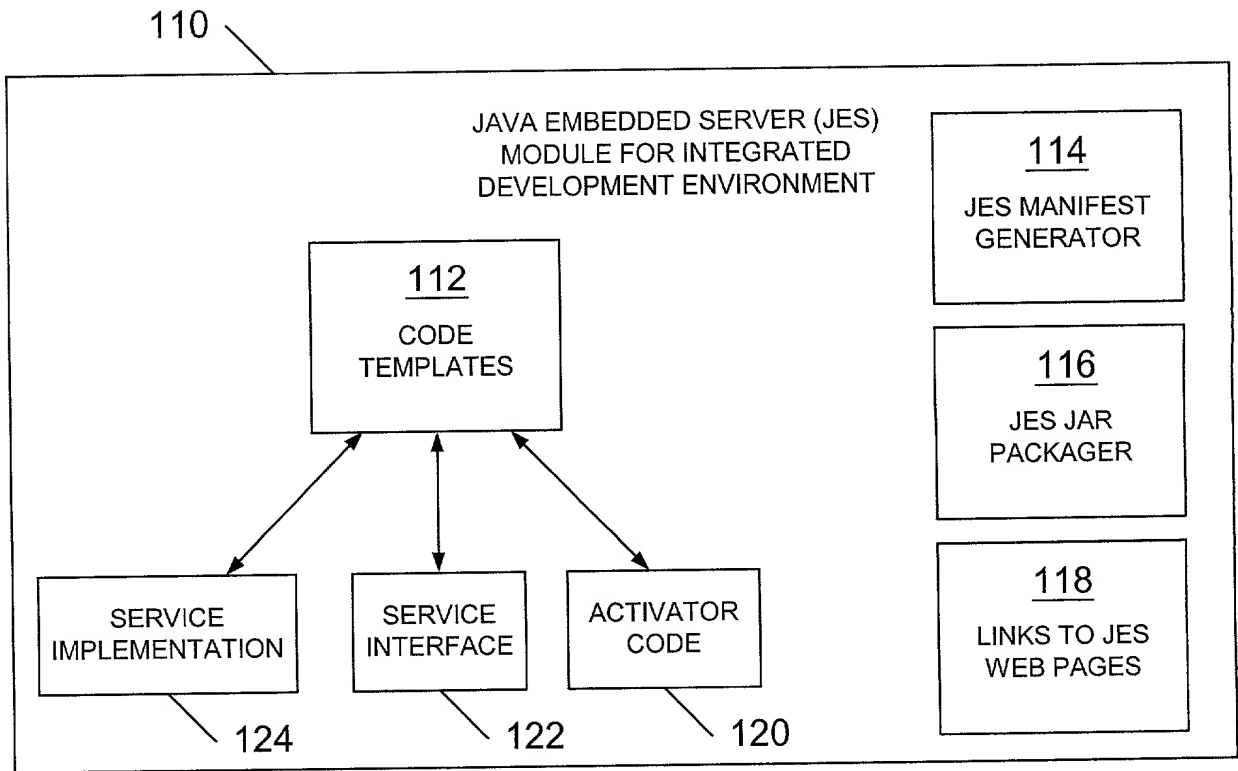 110
JAVA EMBEDDED SERVER (JES)
MODULE FOR INTEGRATED
DEVELOPMENT ENVIRONMENT
114
JES MANIFEST
GENERATOR
112
CODE
TEMPLATES
116
JES JAR
PACKAGER
118
LINKS TO JES
WEB PAGES
SERVICE
IMPLEMENTATION
SERVICE
INTERFACE
ACTIVATOR
CODE
124
122
120